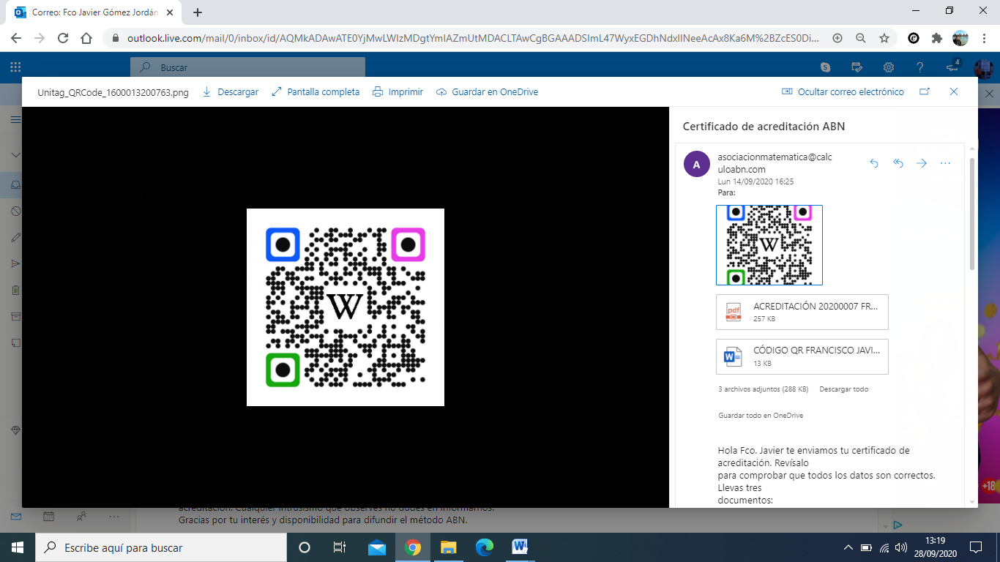 Correo: Fco Javier Gómez Jordán
outlook.live.com/mail/0/inbox/id/
Buscar
4
Unitag_QRCode_1600013200763.png
Descargar
Pantalla completa
Imprimir
Guardar en OneDrive
Ocultar correo electrónico
W
Certificado de acreditación ABN
A
asociacionmatematica@calc
uloabn.com
Lun 14/09/2020 16:25
Para:
W
ACREDITACIÓN 20200007 FR...
257 KB
CÓDIGO QR FRANCISCO JAVI...
13 KB
3 archivos adjuntos (288 KB) Descargar todo
Guardar todo en OneDrive
Hola Fco. Javier te enviamos tu certificado de
acreditación. Revísalo
para comprobar que todos los datos son correctos.
Llevas tres
documentos:
+18
acreditación. Cualquier intrusismo que observes no dudes en informarnos.
Gracias por tu interés y disponibilidad para difundir el método ABN.
Escribe aquí para buscar
13:19
28/09/2020